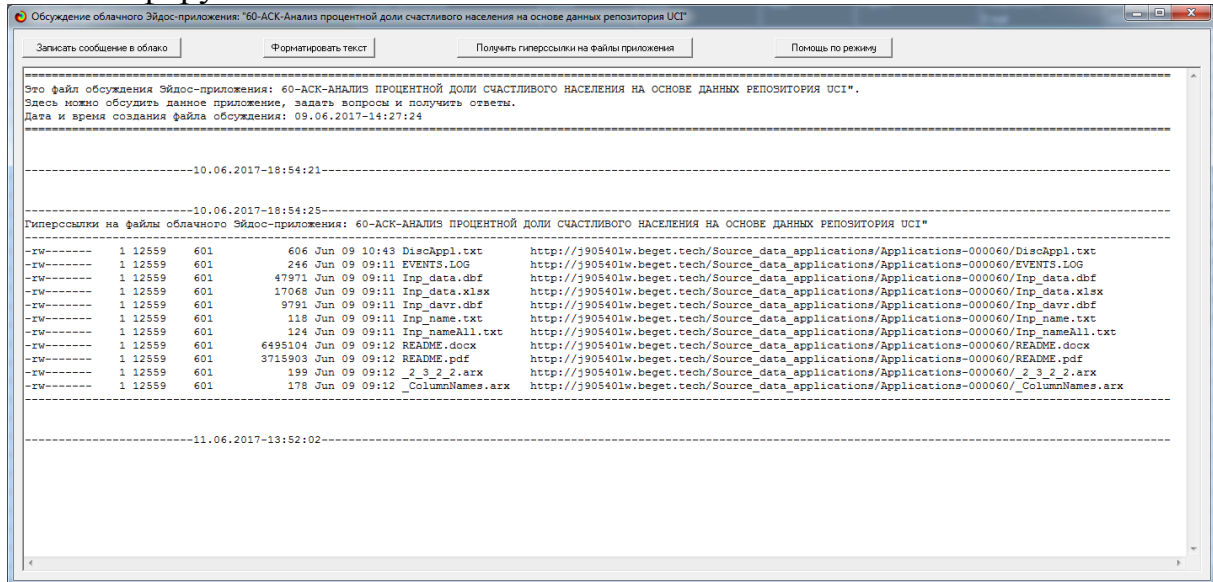 Обсуждение облачного Эйдос-приложения: "60-АСК-Анализ процентной доли счастливого населения на основе данных репозитория UCI"
Записать сообщение в облако Форматировать текст Получить гиперссылки на файлы приложения Помощь по режиму
Это файл обсуждения Эйдос-приложения: 60-АСК-АНАЛИЗ ПРОЦЕНТНОЙ ДОЛИ СЧАСТЛИВОГО НАСЕЛЕНИЯ НА ОСНОВЕ ДАННЫХ РЕПОЗИТОРИЯ UCI".
Здесь можно обсудить данное приложение, задать вопросы и получить ответы.
Дата и время создания файла обсуждения: 09.06.2017-14:27:24
10.06.2017-18:54:21
10.06.2017-18:54:25
Гиперссылки на файлы облачного Эйдос-приложения: 60-АСК-АНАЛИЗ ПРОЦЕНТНОЙ ДОЛИ СЧАСТЛИВОГО НАСЕЛЕНИЯ НА ОСНОВЕ ДАННЫХ РЕПОЗИТОРИЯ UCI"
-rw------- 1 12559 601 606 Jun 09 10:43 DiscAppl.txt http://j905401w.beget.tech/Source_data_applications/Applications-000060/DiscAppl.txt
-rw------- 1 12559 601 246 Jun 09 09:11 EVENTS.LOG http://j905401w.beget.tech/Source_data_applications/Applications-000060/EVENTS.LOG
-rw------- 1 12559 601 47971 Jun 09 09:11 Inp_data.dbf http://j905401w.beget.tech/Source_data_applications/Applications-000060/Inp_data.dbf
-rw------- 1 12559 601 17068 Jun 09 09:11 Inp_data.xlsx http://j905401w.beget.tech/Source_data_applications/Applications-000060/Inp_data.xlsx
-rw------- 1 12559 601 9791 Jun 09 09:11 Inp_davr.dbf http://j905401w.beget.tech/Source_data_applications/Applications-000060/Inp_davr.dbf
-rw------- 1 12559 601 118 Jun 09 09:11 Inp_name.txt http://j905401w.beget.tech/Source_data_applications/Applications-000060/Inp_name.txt
-rw------- 1 12559 601 124 Jun 09 09:11 Inp_nameAll.txt http://j905401w.beget.tech/Source_data_applications/Applications-000060/Inp_nameAll.txt
-rw------- 1 12559 601 6495104 Jun 09 09:12 README.docx http://j905401w.beget.tech/Source_data_applications/Applications-000060/README.docx
-rw------- 1 12559 601 3715903 Jun 09 09:12 README.pdf http://j905401w.beget.tech/Source_data_applications/Applications-000060/README.pdf
-rw------- 1 12559 601 199 Jun 09 09:12 _2_3_2_2.arx http://j905401w.beget.tech/Source_data_applications/Applications-000060/_2_3_2_2.arx
-rw------- 1 12559 601 178 Jun 09 09:12 _ColumnNames.arx http://j905401w.beget.tech/Source_data_applications/Applications-000060/_ColumnNames.arx
11.06.2017-13:52:02